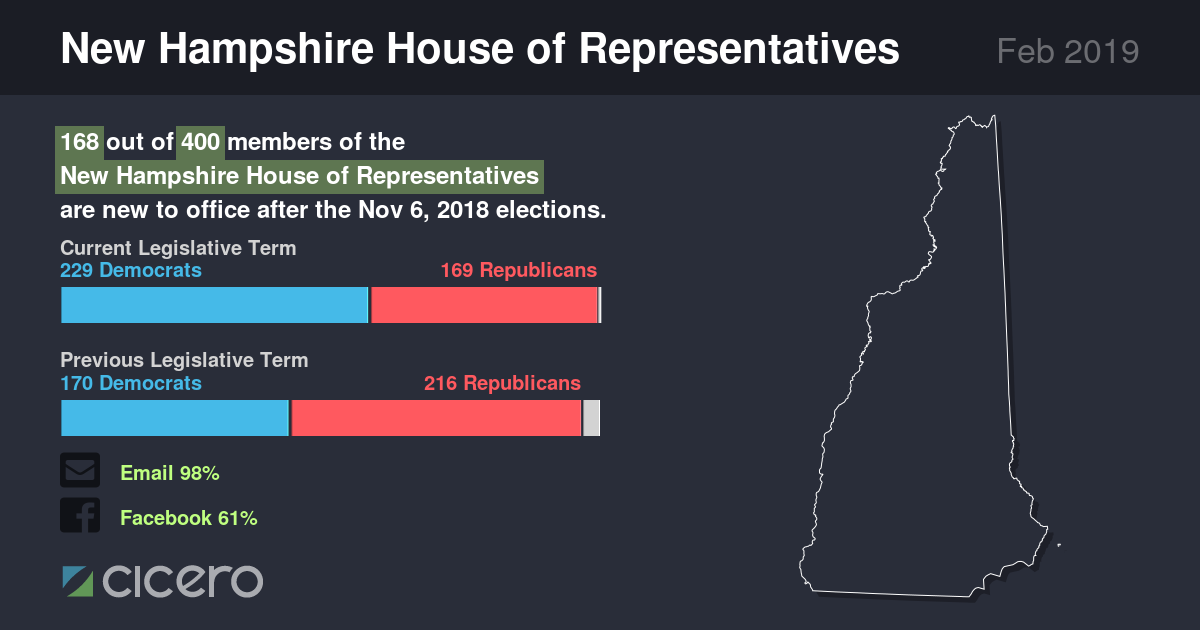 New Hampshire House of Representatives
Feb 2019
168 out of 400 members of the
New Hampshire House of Representatives
are new to office after the Nov 6, 2018 elections.
Current Legislative Term
229 Democrats 169 Republicans
Previous Legislative Term
170 Democrats 216 Republicans
Email 98%
Facebook 61%
cicero